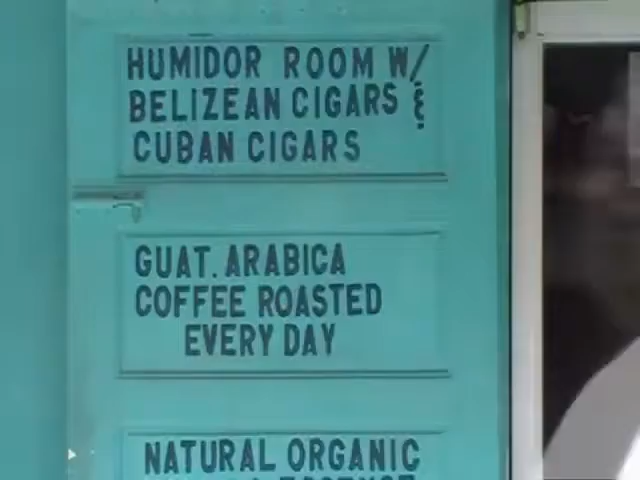 HUMIDOR ROOM W/
BELIZEAN CIGARS &
CUBAN CIGARS
GUAT. ARABICA
COFFEE ROASTED
EVERY DAY
NATURAL ORGANIC